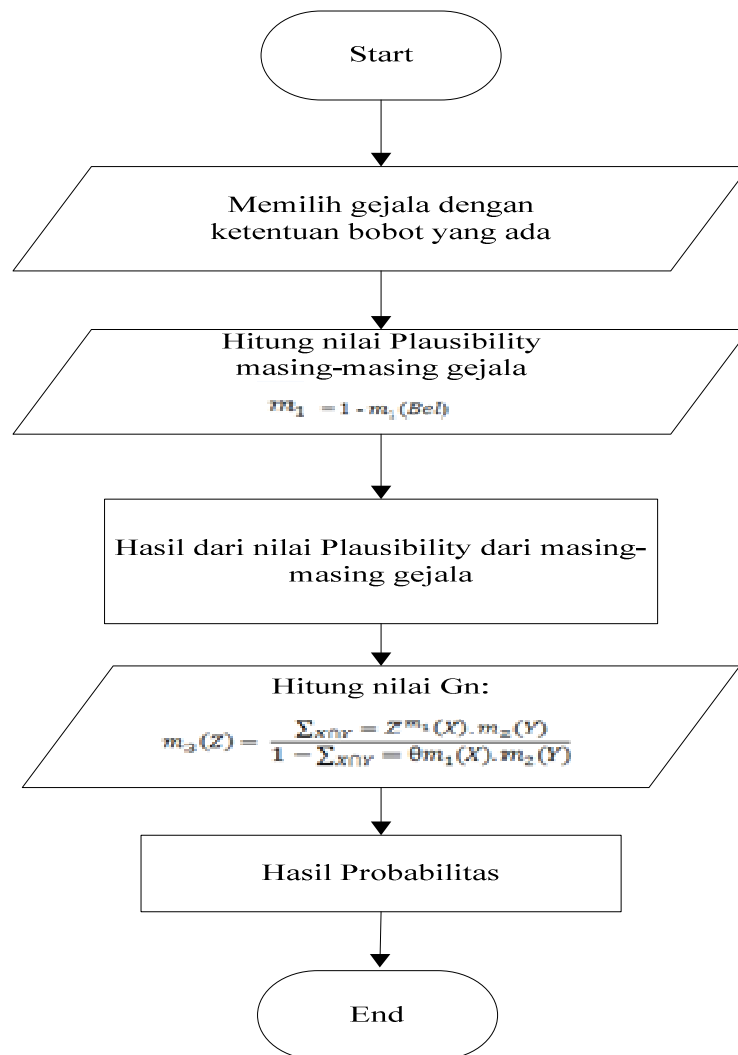 Start
Memilih gejala dengan
ketentuan bobot yang ada
Hitung nilai Plausibility
masing-masing gejala
m₁ = 1 - m₁(Bel)
Hasil dari nilai Plausibility dari masing-
masing gejala
Hitung nilai Gn:
m₃(Z) = ∑X∩Y = Z m₁(X). m₂(Y)
1 − ∑X∩Y = θ m₁(X). m₂(Y)
Hasil Probabilitas
End